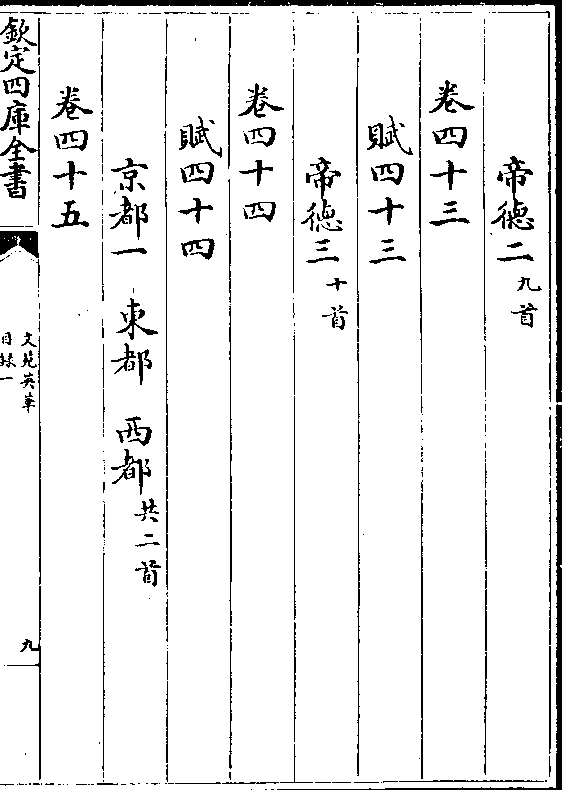 帝德二九首
卷四十三
賦四十三
帝德三十首
卷四十四
賦四十四
京都一 東都 西都共二首
卷四十五
欽定四庫全書
文苑英華
目録一
九